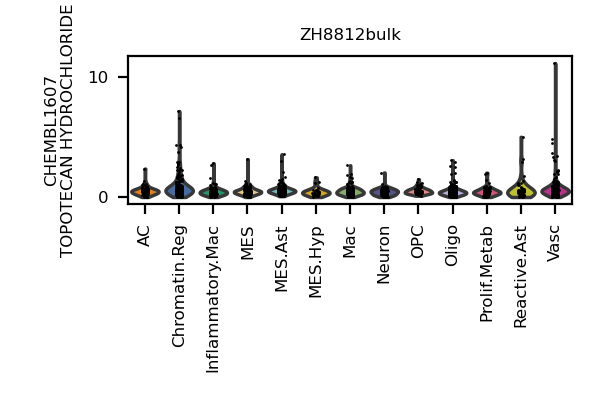 ZH8812bulk
CHEMBL1607
TOPOTECAN HYDROCHLORIDE
10
0
AC
Chromatin.Reg
Inflammatory.Mac
MES
MES.Ast
MES.Hyp
Mac
Neuron
OPC
Oligo
Prolif.Metab
Reactive.Ast
Vasc